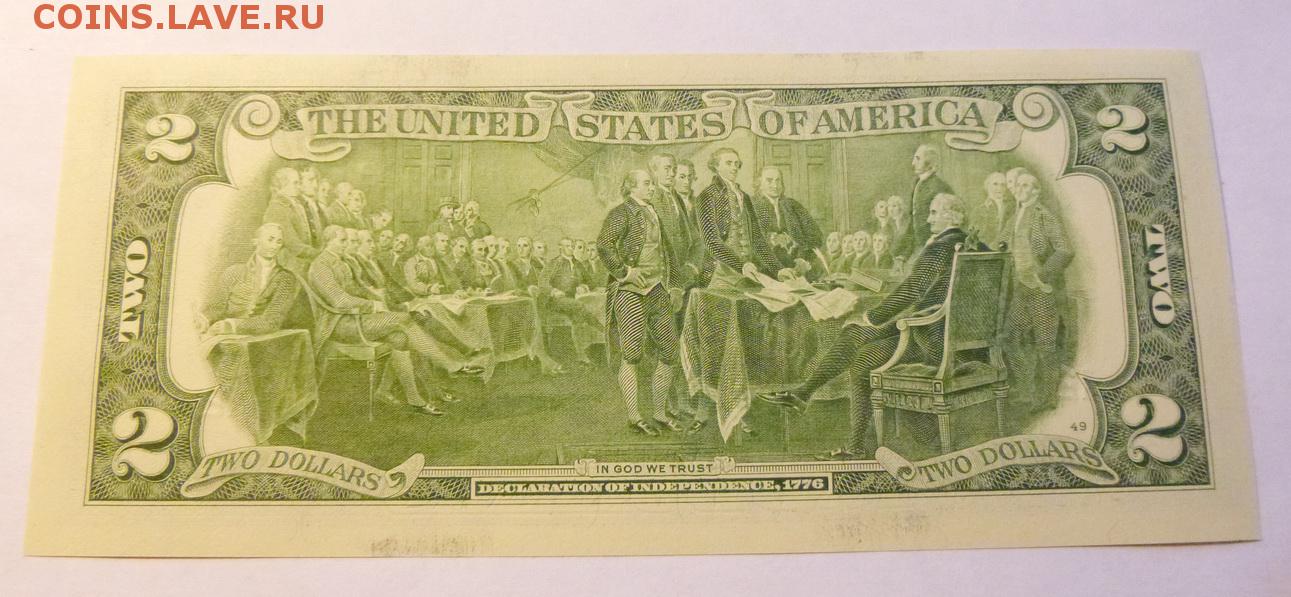 COINS.LAVE.RU
THE UNITED STATES OF AMERICA
2 2
TWO TWO
49
2 2
TWO DOLLARS IN GOD WE TRUST TWO DOLLARS
DECLARATION OF INDEPENDENCE, 1776